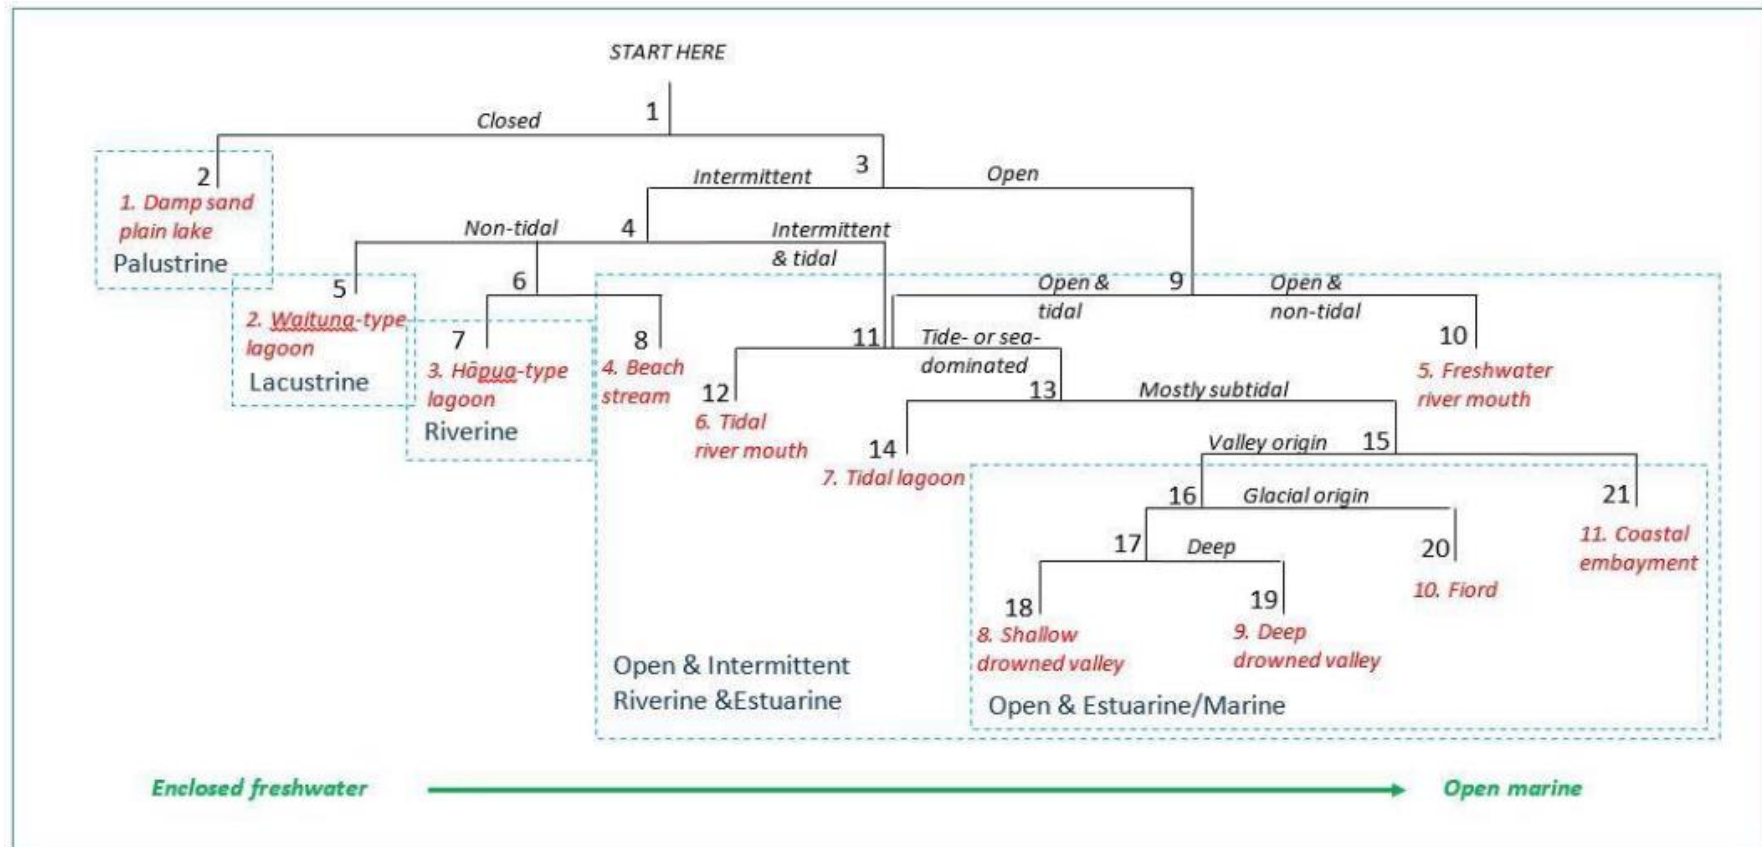 START HERE
1
Closed
3
2
Intermittent
Open
1. Damp sand
plain lake
Palustrine
Non-tidal
4
Intermittent
& tidal
5
6
Open &
tidal
9
Open &
non-tidal
2. Waituna-type
lagoon
Lacustrine
7
3. Hāpua-type
lagoon
Riverine
8
4. Beach
stream
11
Tide- or sea-
dominated
10
5. Freshwater
river mouth
12
6. Tidal
river mouth
13
Mostly subtidal
14
7. Tidal lagoon
Valley origin
15
16
Glacial origin
21
11. Coastal
embayment
17
Deep
20
10. Fiord
18
8. Shallow
drowned valley
19
9. Deep
drowned valley
Open & Intermittent
Riverine &Estuarine
Open & Estuarine/Marine
Enclosed freshwater
Open marine